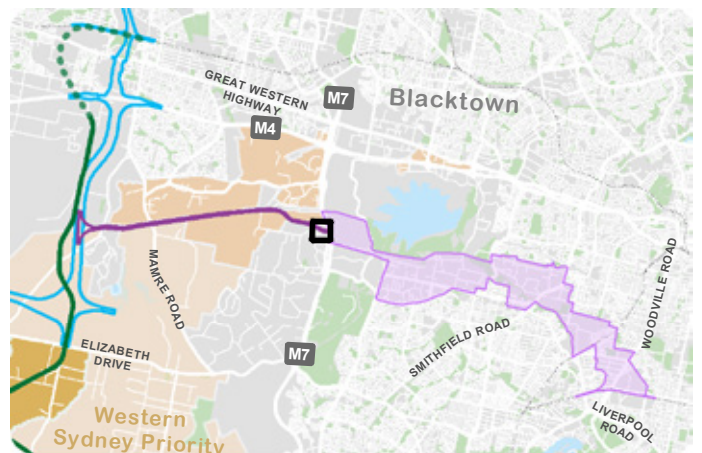 GREAT WESTERN
HIGHWAY
M7
Blacktown
M4
MAMRE ROAD
WOODVILLE ROAD
SMITHFIELD ROAD
M7
ELIZABETH
DRIVE
LIVERPOOL
ROAD
Western
Sydney Priority